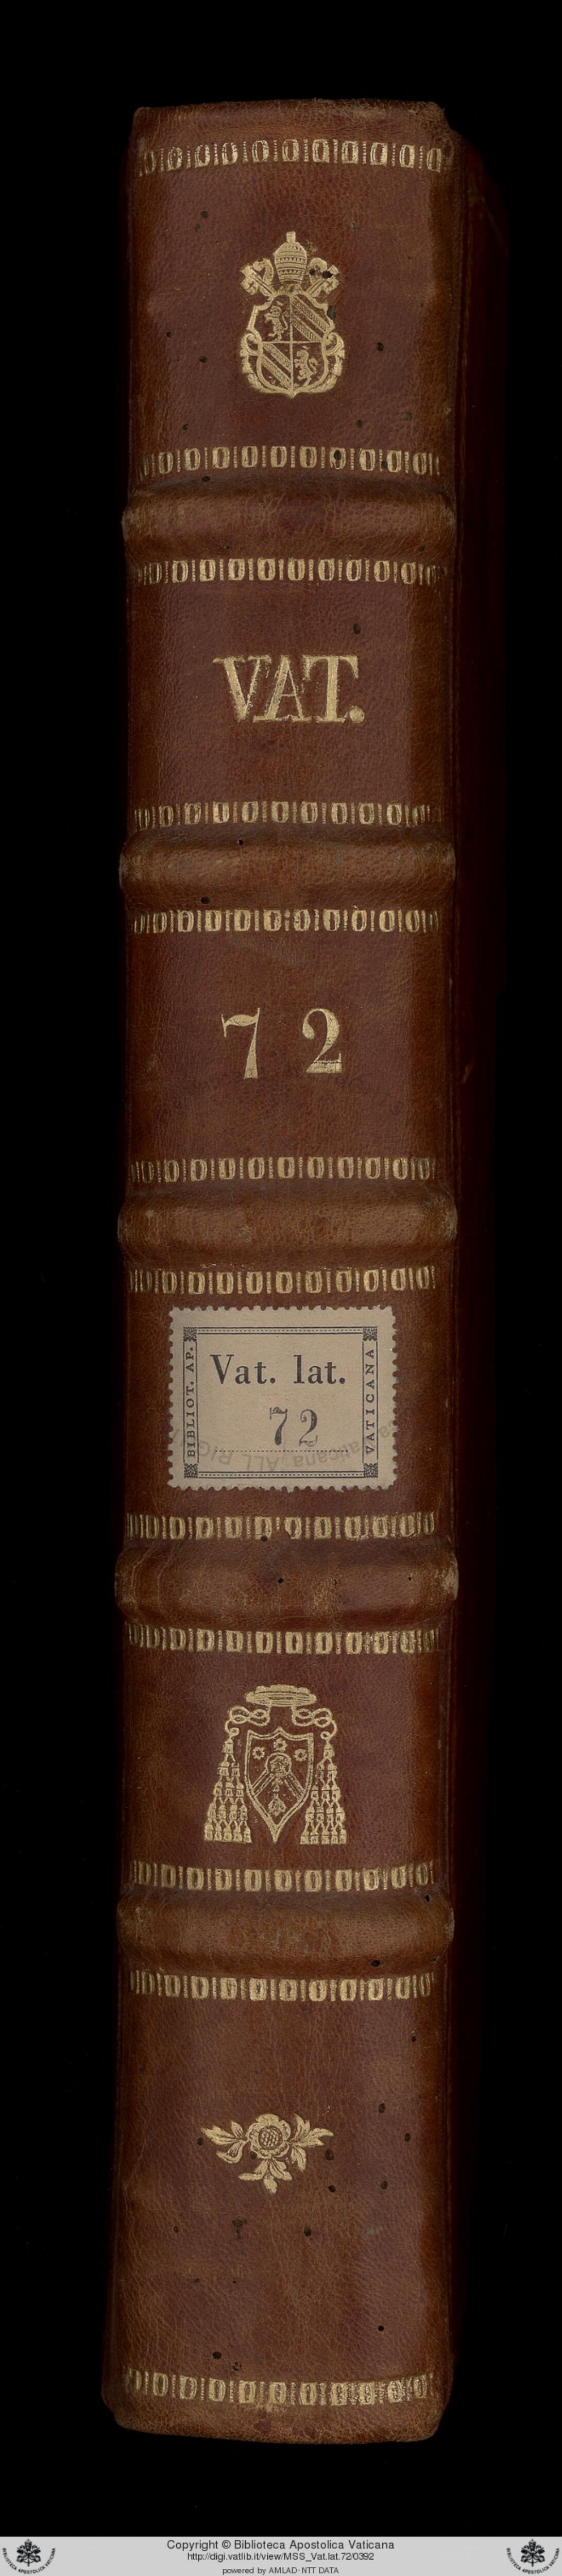 VAT.
72
BIBLIOT. AP.
VATICANA
Vat. lat.
72
Copyright © Biblioteca Apostolica Vaticana
http://digi.vatlib.it/view/MSS_Vat.lat.72/0392
powered by AMLAD-NTT DATA